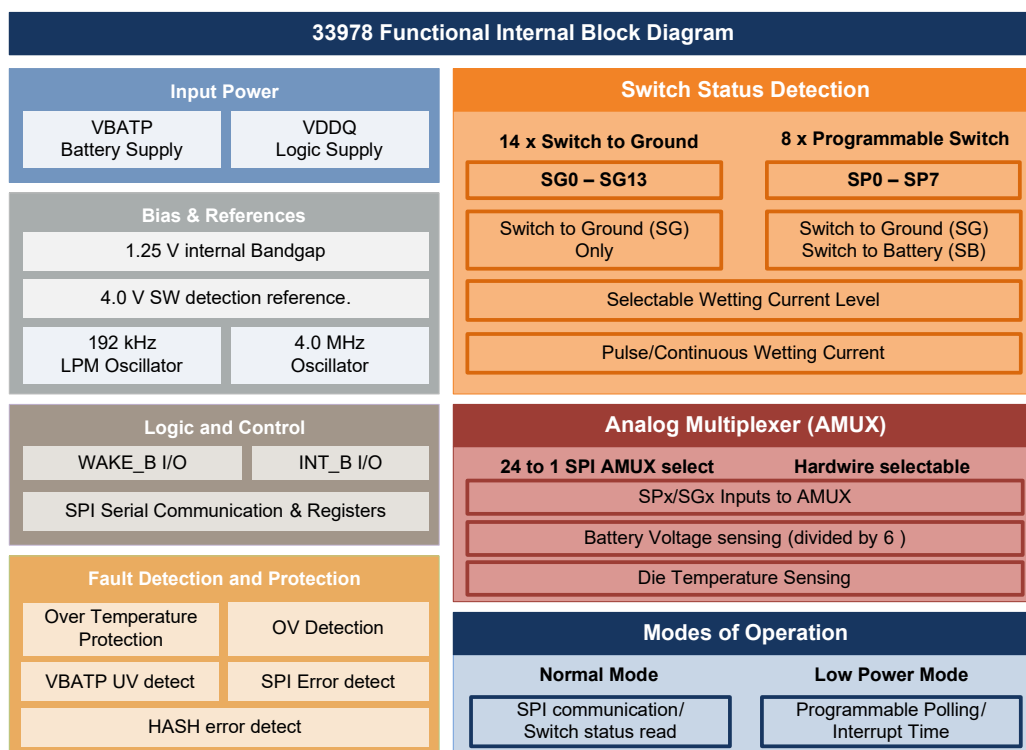 33978 Functional Internal Block Diagram
Input Power
VBATP
Battery Supply
VDDQ
Logic Supply
Bias & References
1.25 V internal Bandgap
4.0 V SW detection reference.
192 kHz
LPM Oscillator
4.0 MHz
Oscillator
Logic and Control
WAKE_B I/O
INT_B I/O
SPI Serial Communication & Registers
Fault Detection and Protection
Over Temperature
Protection
OV Detection
VBATP UV detect
SPI Error detect
HASH error detect
Switch Status Detection
14 x Switch to Ground
8 x Programmable Switch
SG0 – SG13
SP0 – SP7
Switch to Ground (SG)
Only
Switch to Ground (SG)
Switch to Battery (SB)
Selectable Wetting Current Level
Pulse/Continuous Wetting Current
Analog Multiplexer (AMUX)
24 to 1 SPI AMUX select
Hardwire selectable
SPx/SGx Inputs to AMUX
Battery Voltage sensing (divided by 6 )
Die Temperature Sensing
Modes of Operation
Normal Mode
Low Power Mode
SPI communication/
Switch status read
Programmable Polling/
Interrupt Time